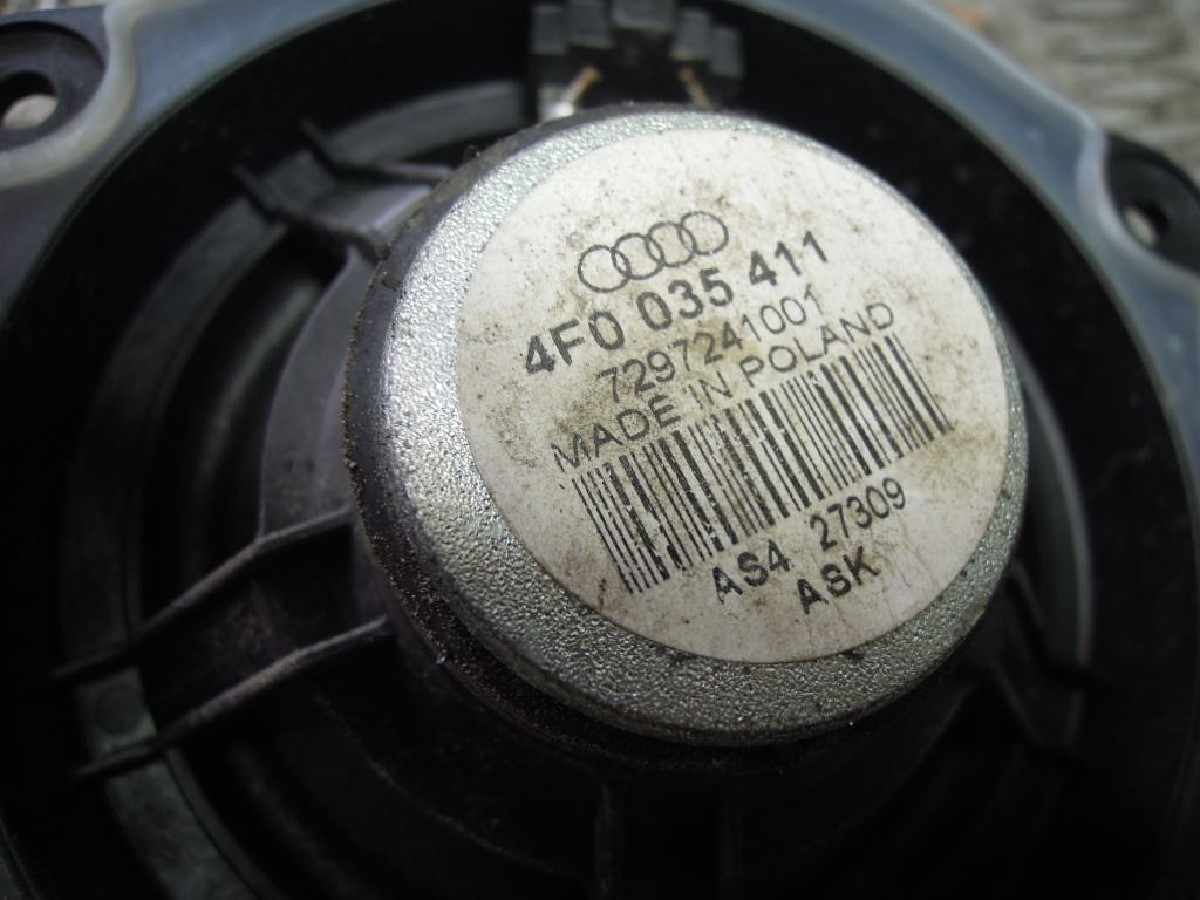 4F0 035 411
7297241001
MADE IN POLAND
AS4 27309
ASK